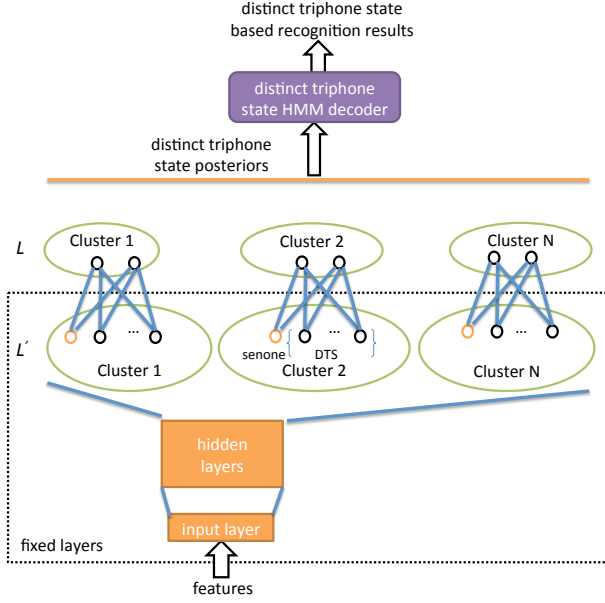 distinct triphone state
based recognition results
distinct triphone
state HMM decoder
distinct triphone
state posteriors
L
Cluster 1
Cluster 2
Cluster N
L′
...
...
...
senone
DTS
Cluster 1
Cluster 2
Cluster N
hidden
layers
input layer
fixed layers
features